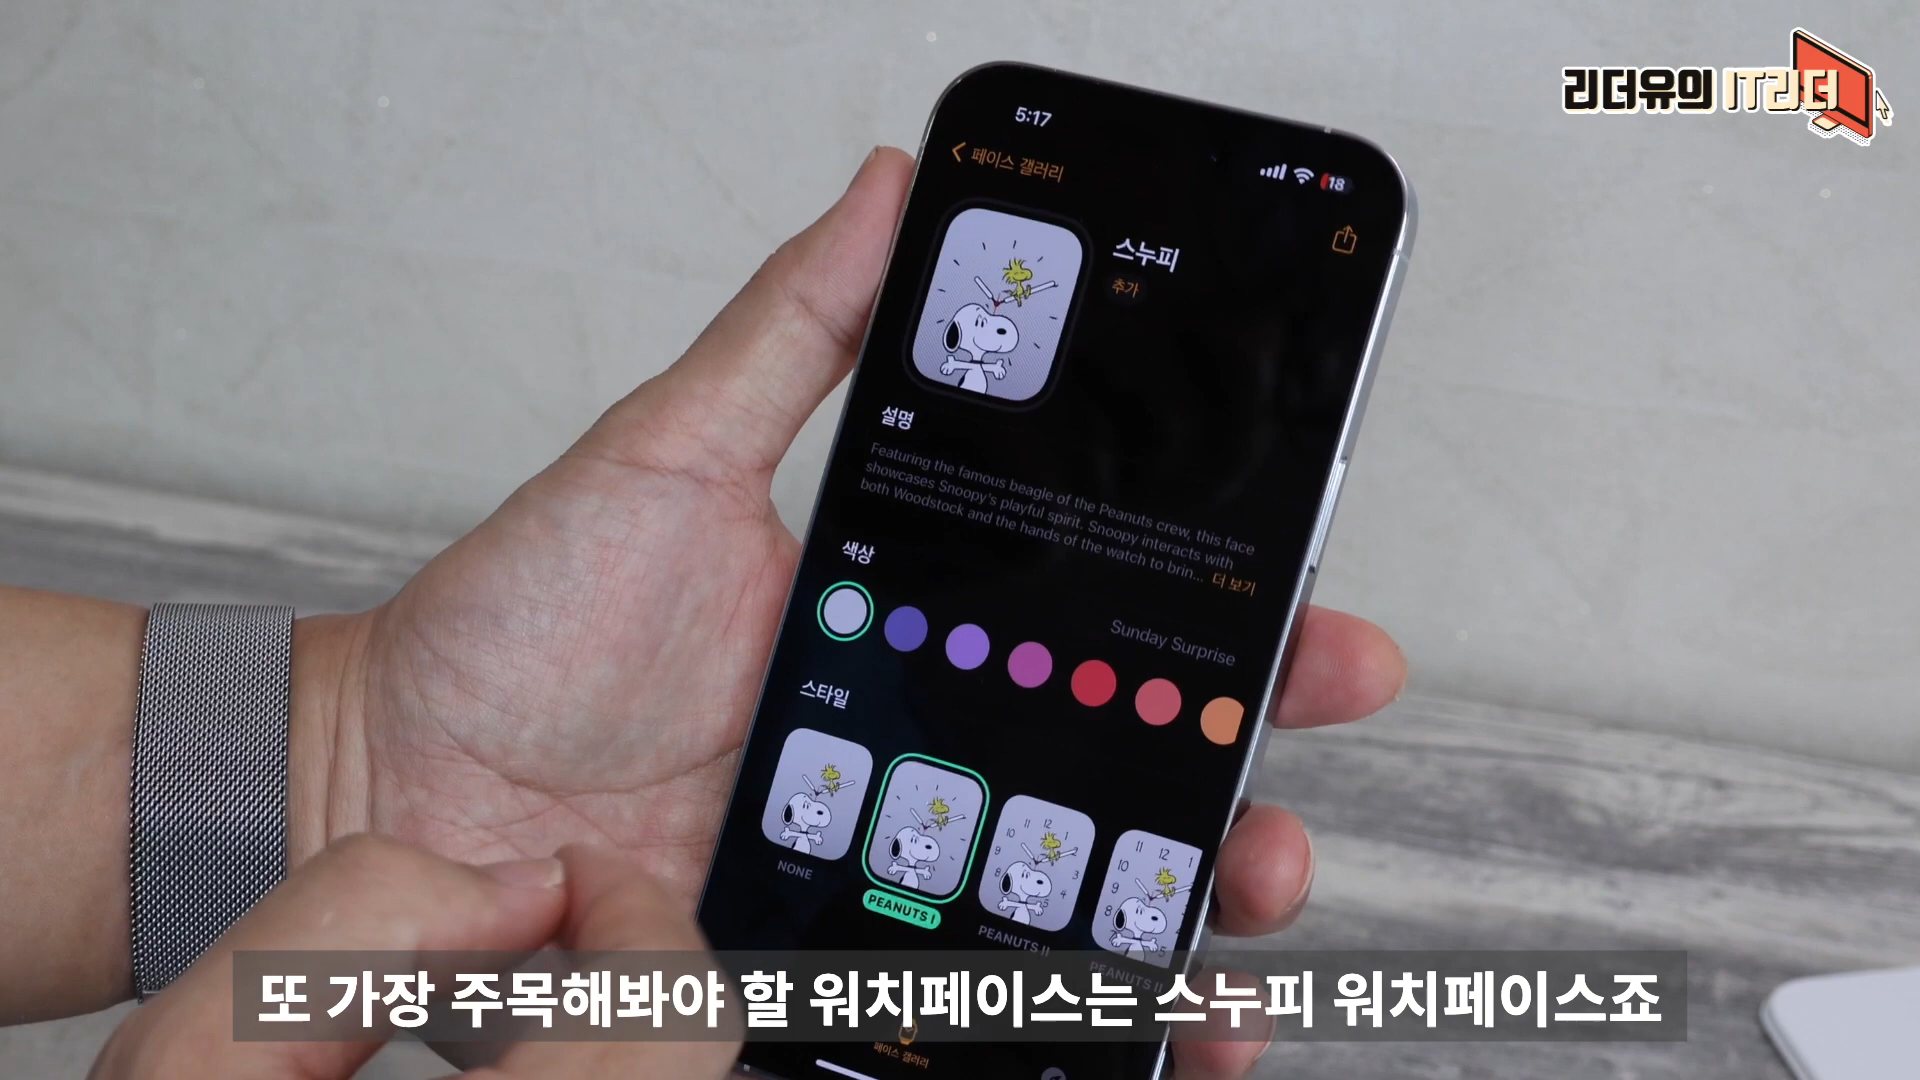 리더유의 IT리더
5:17
18
페이스 갤러리
스누피
추가
설명
Featuring the famous beagle of the Peanuts crew, this face
showcases Snoopy's playful spirit. Snoopy interacts with
both Woodstock and the hands of the watch to brin... 더 보기
색상
Sunday Surprise
스타일
NONE
PEANUTS I
PEANUTS II
또 가장 주목해봐야 할 워치페이스는 스누피 워치페이스죠
페이스 갤러리